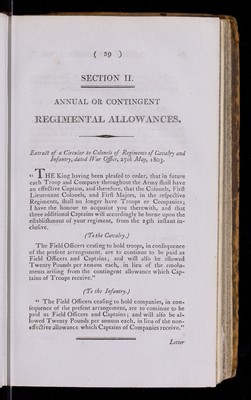 ( 29 )
SECTION II.
ANNUAL OR CONTINGENT
REGIMENTAL ALLOWANCES.
Extract of a Circular to Colonels of Regiments of Cavalry and
Infantry, dated War Office, 27th May, 1803.
" THE King having been pleased to order, that in future
each Troop and Company throughout the Army shall have
an effective Captain, and therefore, that the Colonels, First
Lieutenant Colonels, and First Majors, in the respective
Regiments, shall no longer have Troops or Companies;
I have the honour to acquaint you therewith, and that
three additional Captains will accordingly be borne upon the
establishment of your regiment, from the 25th instant in-
clusive.
(To the Cavalry.)
The Field Officers ceasing to hold troops, in consequence
of the present arrangement, are to continue to be paid as
Field Officers and Captains; and will also be allowed
Twenty Pounds per annum each, in lieu of the emolu-
ments arising from the contingent allowance which Cap-
tains of Troops receive."
(To the Infantry.)
" The Field Officers ceasing to hold companies, in con-
sequence of the present arrangement, are to continue to be
paid as Field Officers and Captains; and will also be al-
lowed Twenty Pounds per annum each, in lieu of the non-
effective allowance which Captains of Companies receive."
Letter